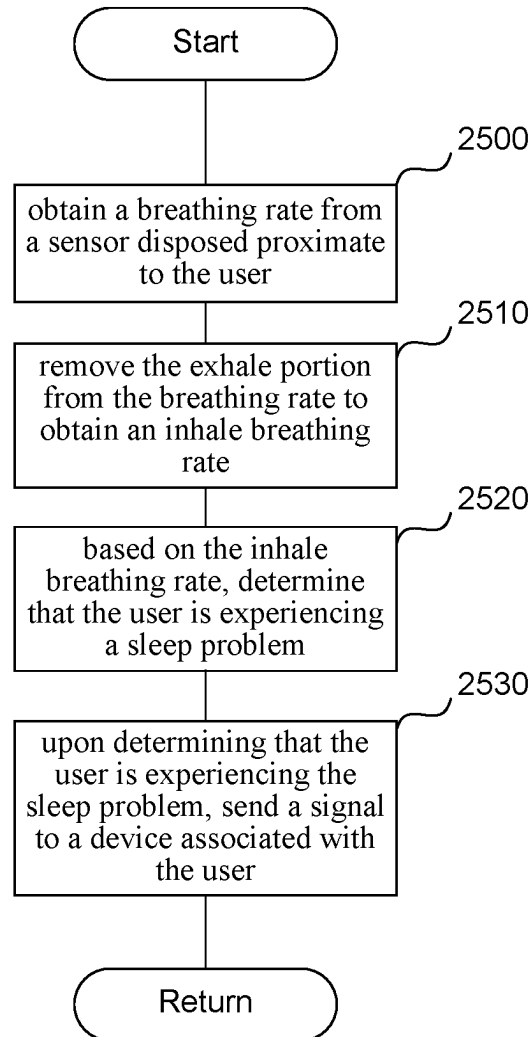 Start
2500
obtain a breathing rate from
a sensor disposed proximate
to the user
2510
remove the exhale portion
from the breathing rate to
obtain an inhale breathing
rate
2520
based on the inhale
breathing rate, determine
that the user is experiencing
a sleep problem
2530
upon determining that the
user is experiencing the
sleep problem, send a signal
to a device associated with
the user
Return